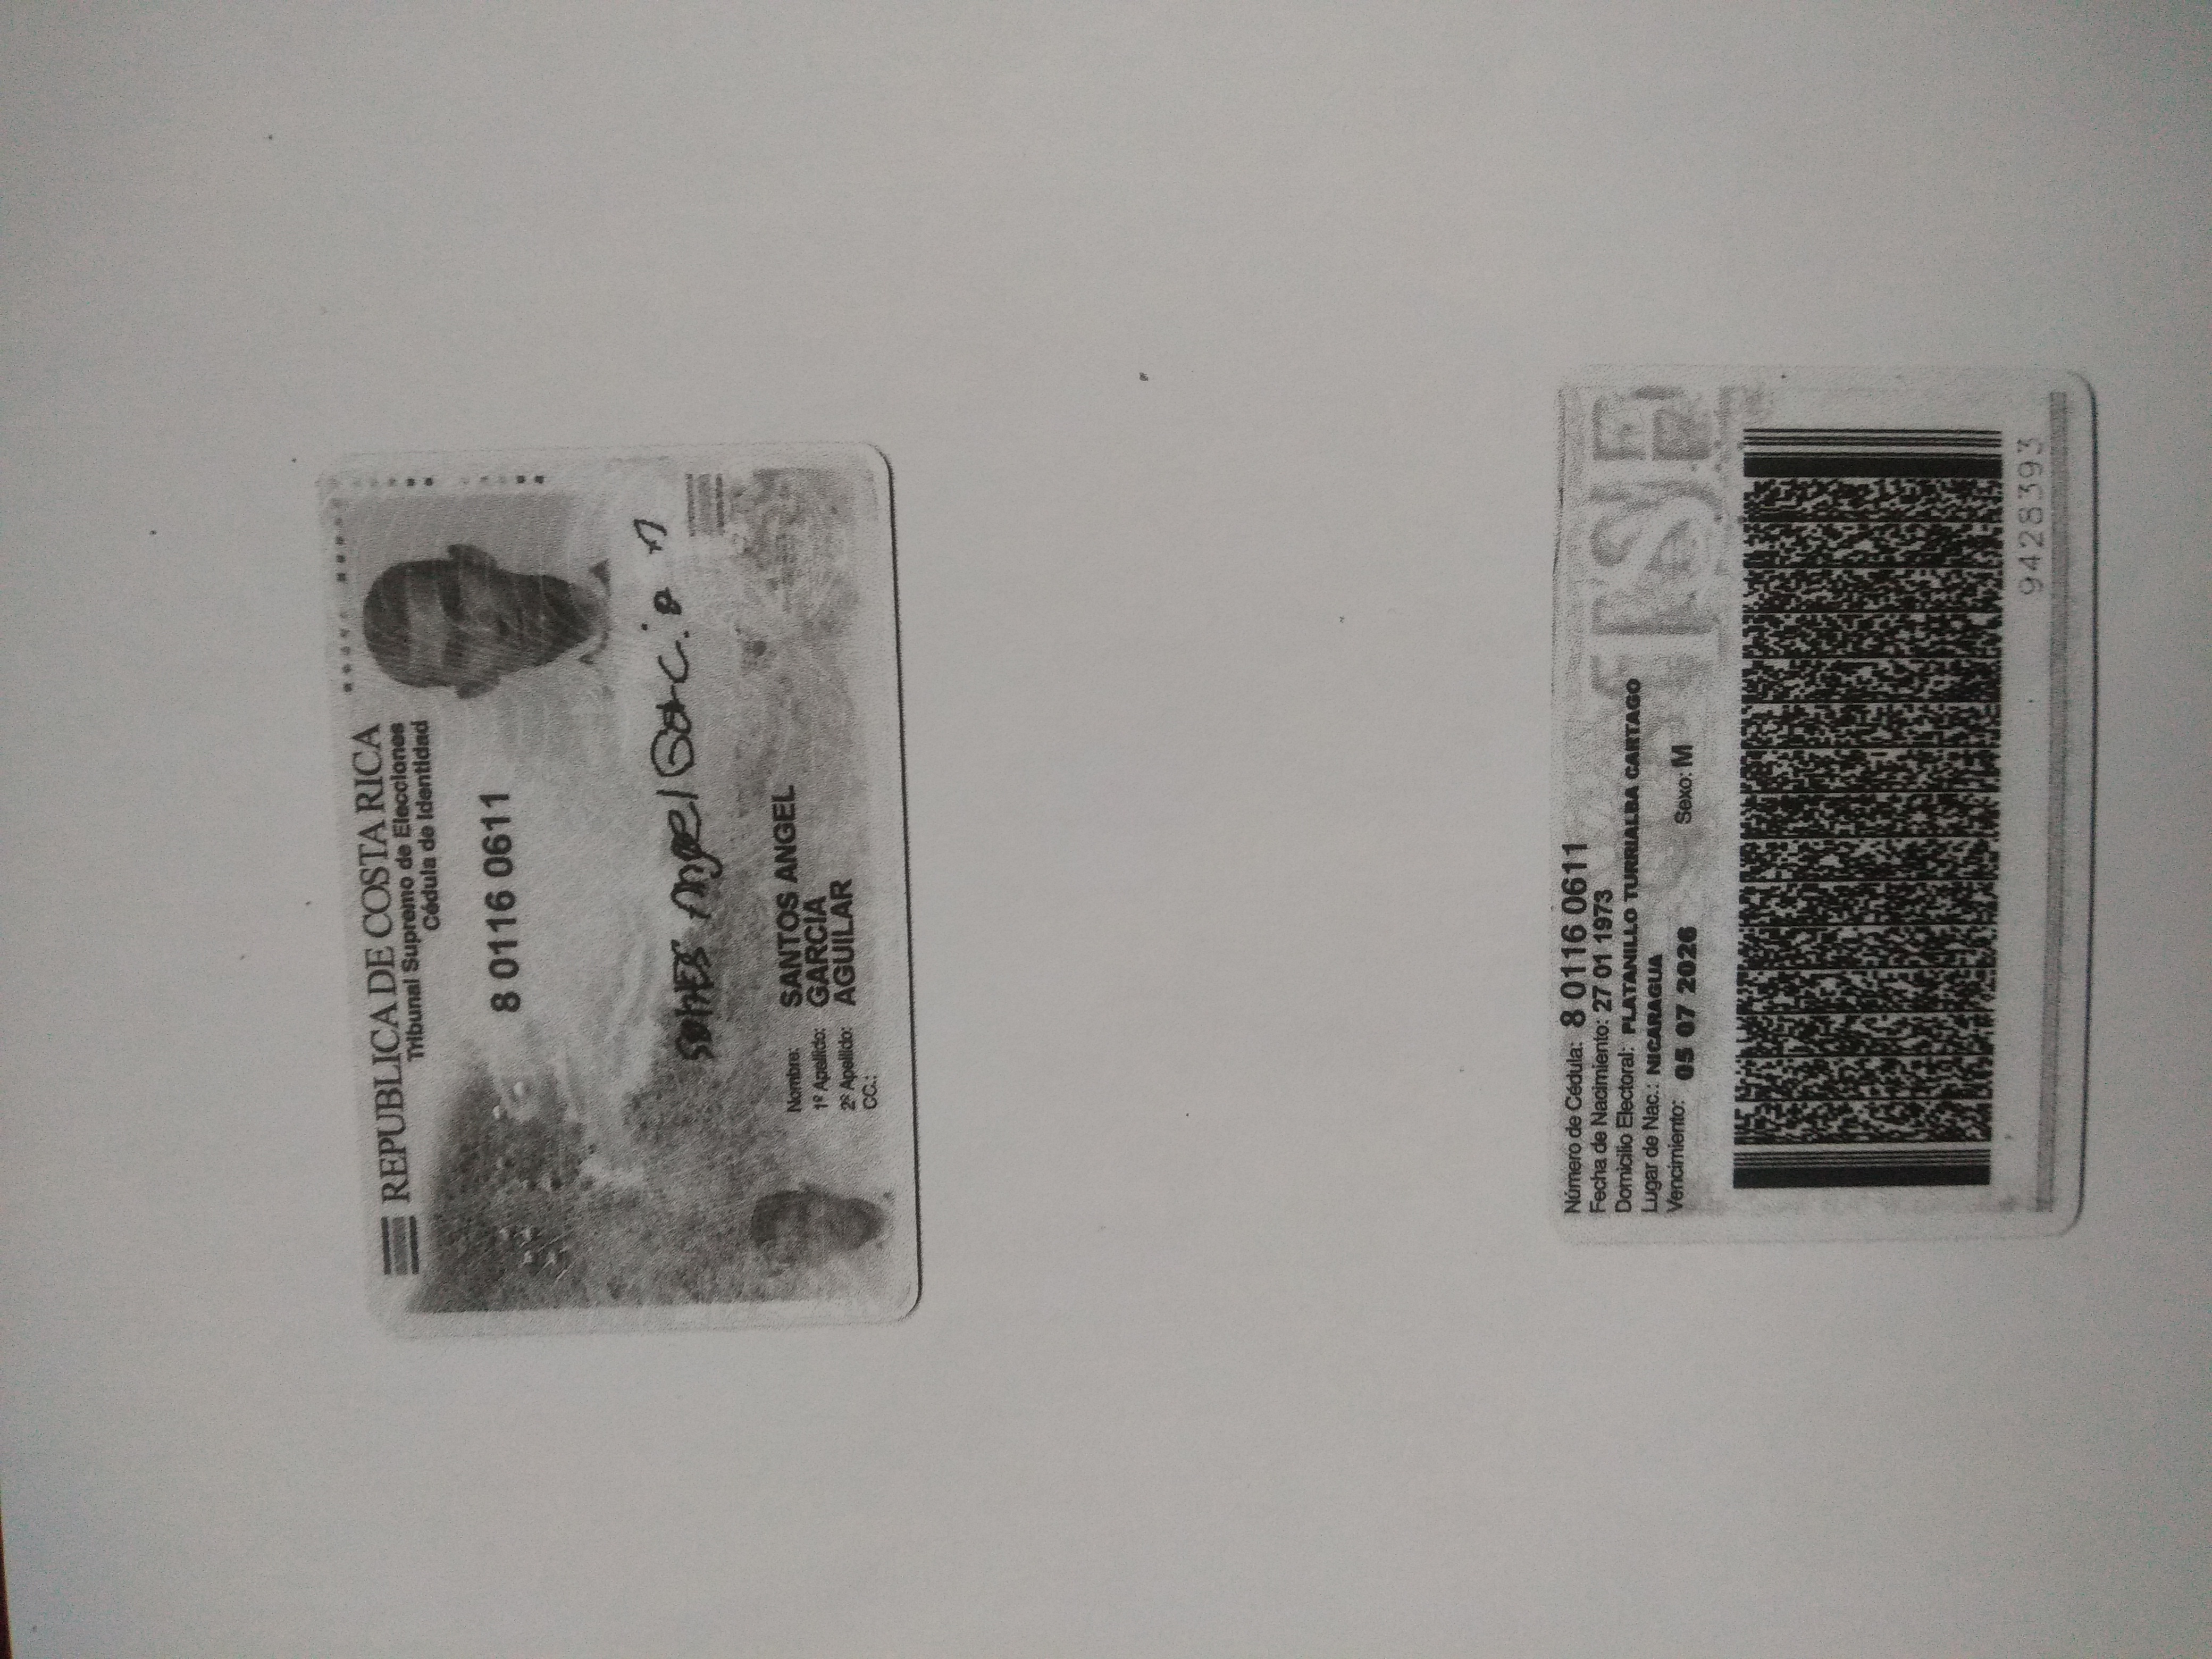 REPUBLICA DE COSTA RICA
Tribunal Supremo de Elecciones
Cédula de Identidad
8 0116 0611
Angel Garcia
Nombre: SANTOS ANGEL
1º Apellido: GARCIA
2º Apellido: AGUILAR
CC.:
Número de Cédula: 8 0116 0611
Fecha de Nacimiento: 27 01 1973
Domicilio Electoral: PLATANILLO TURRIALBA CARTAGO
Lugar de Nac.: NICARAGUA
Vencimiento: 05 07 2026 Sexo: M
TSE
9428393